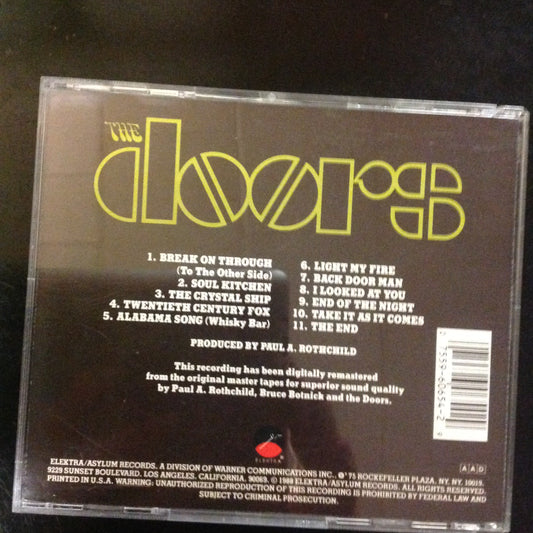 THE
doors
1. BREAK ON THROUGH
(To The Other Side)
2. SOUL KITCHEN
3. THE CRYSTAL SHIP
4. TWENTIETH CENTURY FOX
5. ALABAMA SONG (Whisky Bar)
6. LIGHT MY FIRE
7. BACK DOOR MAN
8. I LOOKED AT YOU
9. END OF THE NIGHT
10. TAKE IT AS IT COMES
11. THE END
PRODUCED BY PAUL A. ROTHCHILD
This recording has been digitally remastered
from the original master tapes for superior sound quality
by Paul A. Rothchild, Bruce Botnick and the Doors.
7559-60654-2 9
ELEKTRA
AAD
ELEKTRA/ASYLUM RECORDS. A DIVISION OF WARNER COMMUNICATIONS INC., 75 ROCKEFELLER PLAZA, NY, NY. 10019.
9229 SUNSET BOULEVARD. LOS ANGELES. CALIFORNIA. 90069. © 1988 ELEKTRA/ASYLUM RECORDS. ALL RIGHTS RESERVED.
PRINTED IN U.S.A. WARNING: UNAUTHORIZED REPRODUCTION OF THIS RECORDING IS PROHIBITED BY FEDERAL LAW AND
SUBJECT TO CRIMINAL PROSECUTION.